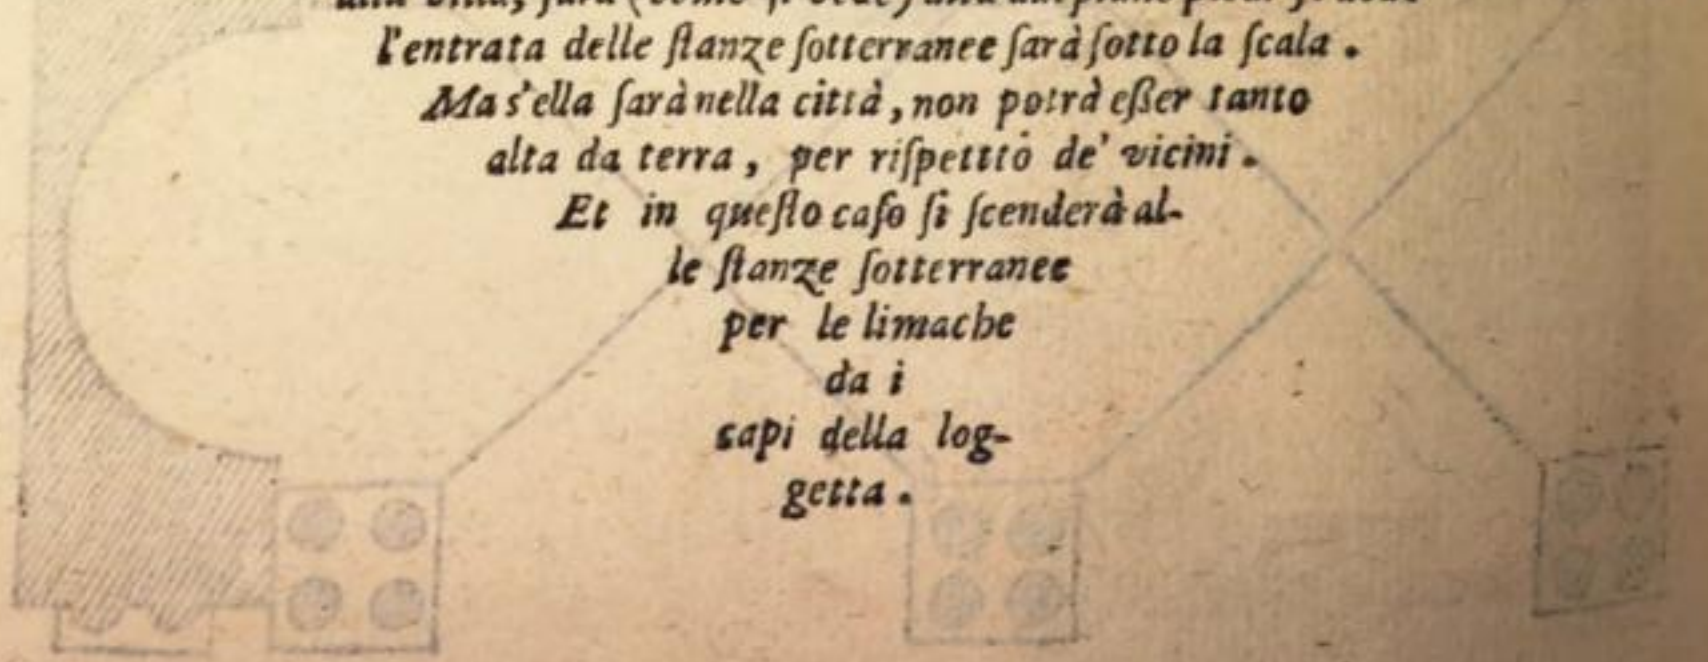 l'entrata delle ſtanze ſotterranee ſarà ſotto la ſcala.
Ma s'ella ſarà nella città, non potrà eßer tanto
alta da terra, per riſpettto de' vicini.
Et in queſto caſo ſi ſcenderà al-
le ſtanze ſotterranee
per le limache
da i
capi della log-
getta.